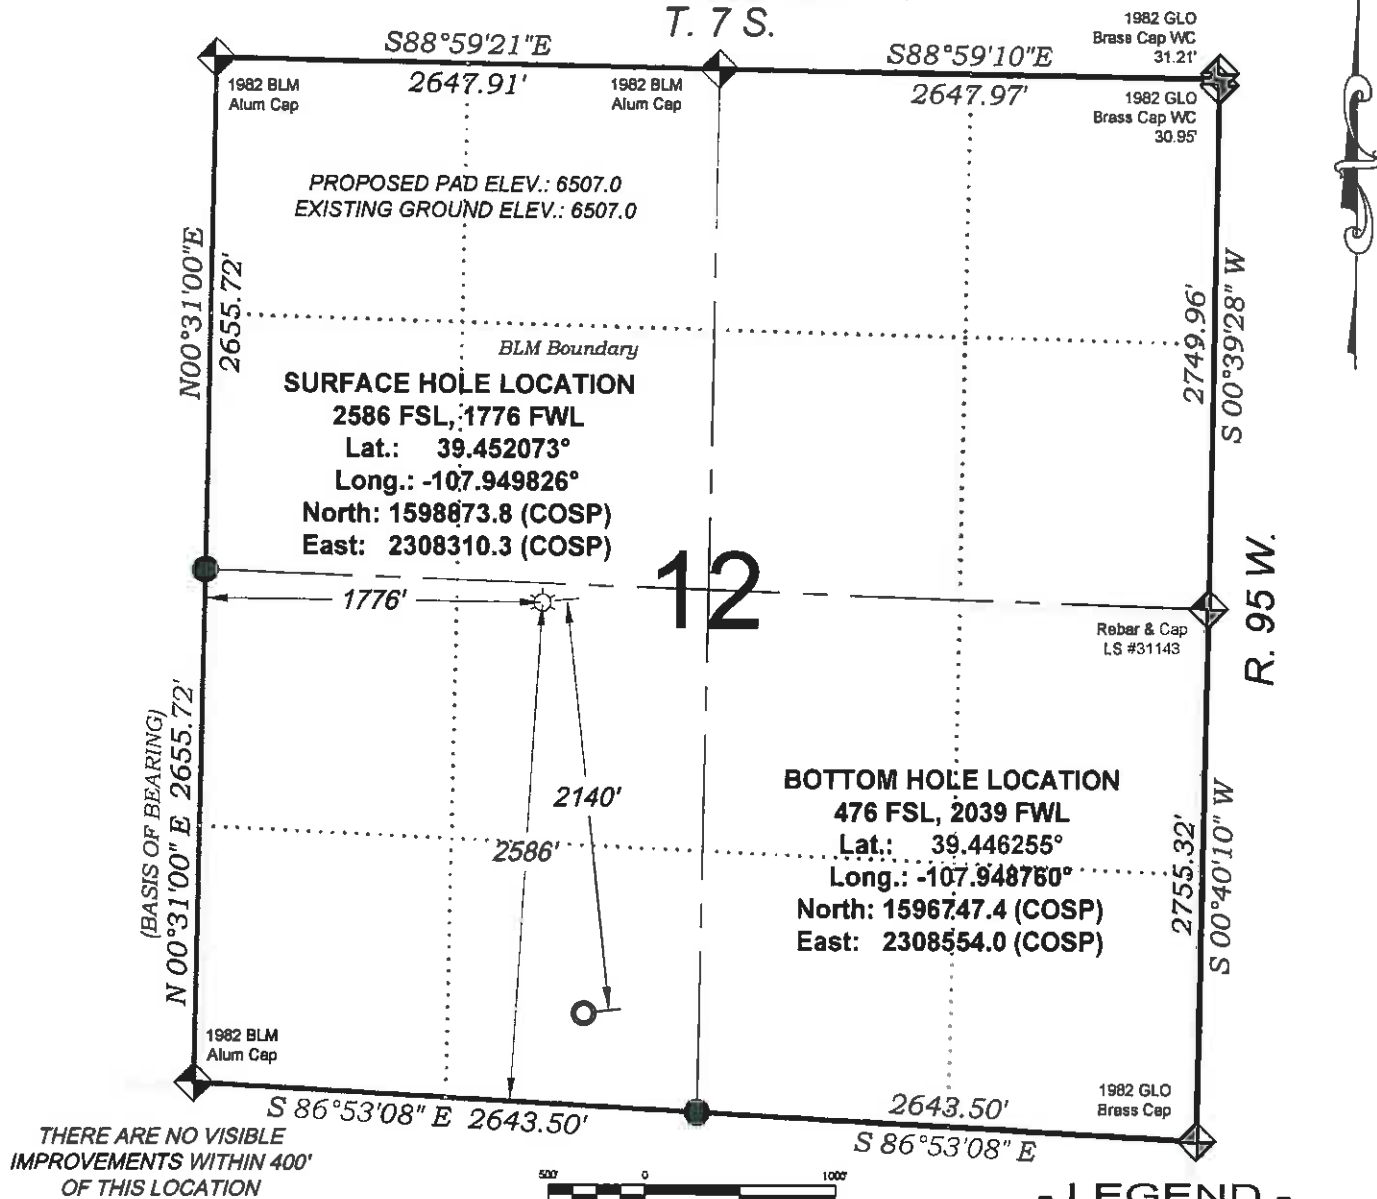 T. 7 S.
S88°59'21"E
2647.91'
S88°59'10"E
2647.97'
1982 GLO
Brass Cap WC
31.21'
1982 BLM
Alum Cap
1982 BLM
Alum Cap
1982 GLO
Brass Cap WC
30.95'
PROPOSED PAD ELEV.: 6507.0
EXISTING GROUND ELEV.: 6507.0
N00°31'00"E
2655.72'
2749.96'
S 00°39'28" W
BLM Boundary
SURFACE HOLE LOCATION
2586 FSL, 1776 FWL
Lat.: 39.452073°
Long.: -107.949826°
North: 1598873.8 (COSP)
East: 2308310.3 (COSP)
12
1776'
Rebar & Cap
LS #31143
R. 95 W.
(BASIS OF BEARING)
N 00°31'00" E 2655.72'
2140'
2586'
BOTTOM HOLE LOCATION
476 FSL, 2039 FWL
Lat.: 39.446255°
Long.: -107.948760°
North: 1596747.4 (COSP)
East: 2308554.0 (COSP)
2755.32'
S 00°40'10" W
1982 BLM
Alum Cap
S 86°53'08" E 2643.50'
2643.50'
S 86°53'08" E
1982 GLO
Brass Cap
THERE ARE NO VISIBLE
IMPROVEMENTS WITHIN 400'
OF THIS LOCATION
500' 0 1000'
- LEGEND -